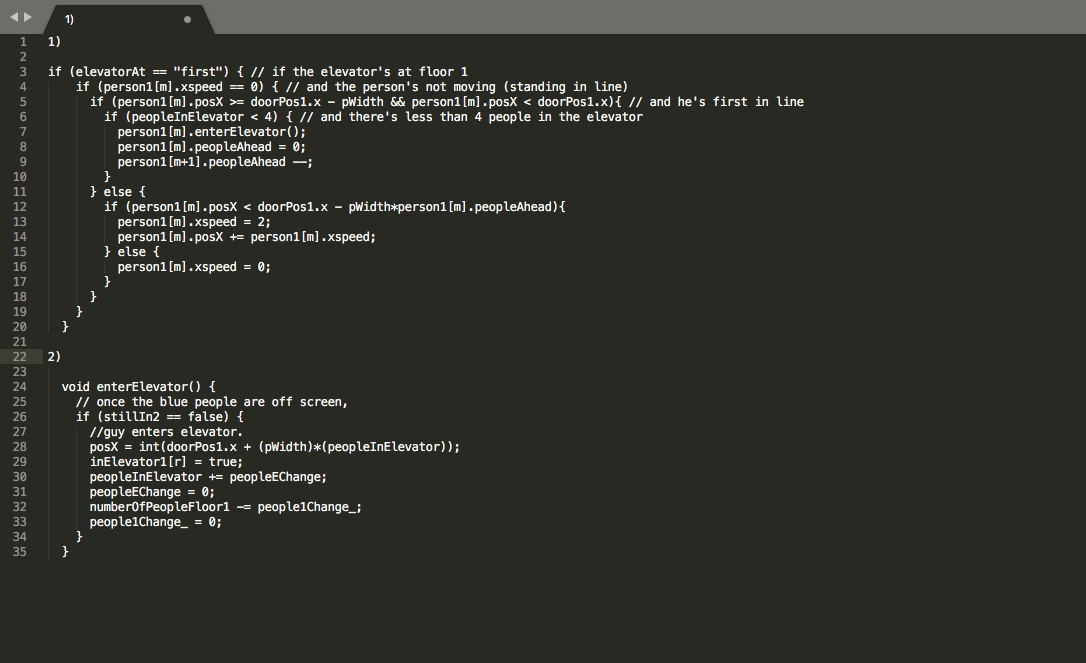 1)
1 1)
2
3 if (elevatorAt == "first") { // if the elevator's at floor 1
4 if (person1[m].xspeed == 0) { // and the person's not moving (standing in line)
5 if (person1[m].posX >= doorPos1.x - pWidth && person1[m].posX < doorPos1.x){ // and he's first in line
6 if (peopleInElevator < 4) { // and there's less than 4 people in the elevator
7 person1[m].enterElevator();
8 person1[m].peopleAhead = 0;
9 person1[m+1].peopleAhead --;
10 }
11 } else {
12 if (person1[m].posX < doorPos1.x - pWidth*person1[m].peopleAhead){
13 person1[m].xspeed = 2;
14 person1[m].posX += person1[m].xspeed;
15 } else {
16 person1[m].xspeed = 0;
17 }
18 }
19 }
20 }
21
22 2)
23
24 void enterElevator() {
25 // once the blue people are off screen,
26 if (stillIn2 == false) {
27 //guy enters elevator.
28 posX = int(doorPos1.x + (pWidth)*(peopleInElevator));
29 inElevator1[r] = true;
30 peopleInElevator += peopleEChange;
31 peopleEChange = 0;
32 numberOfPeopleFloor1 -= people1Change_;
33 people1Change_ = 0;
34 }
35 }